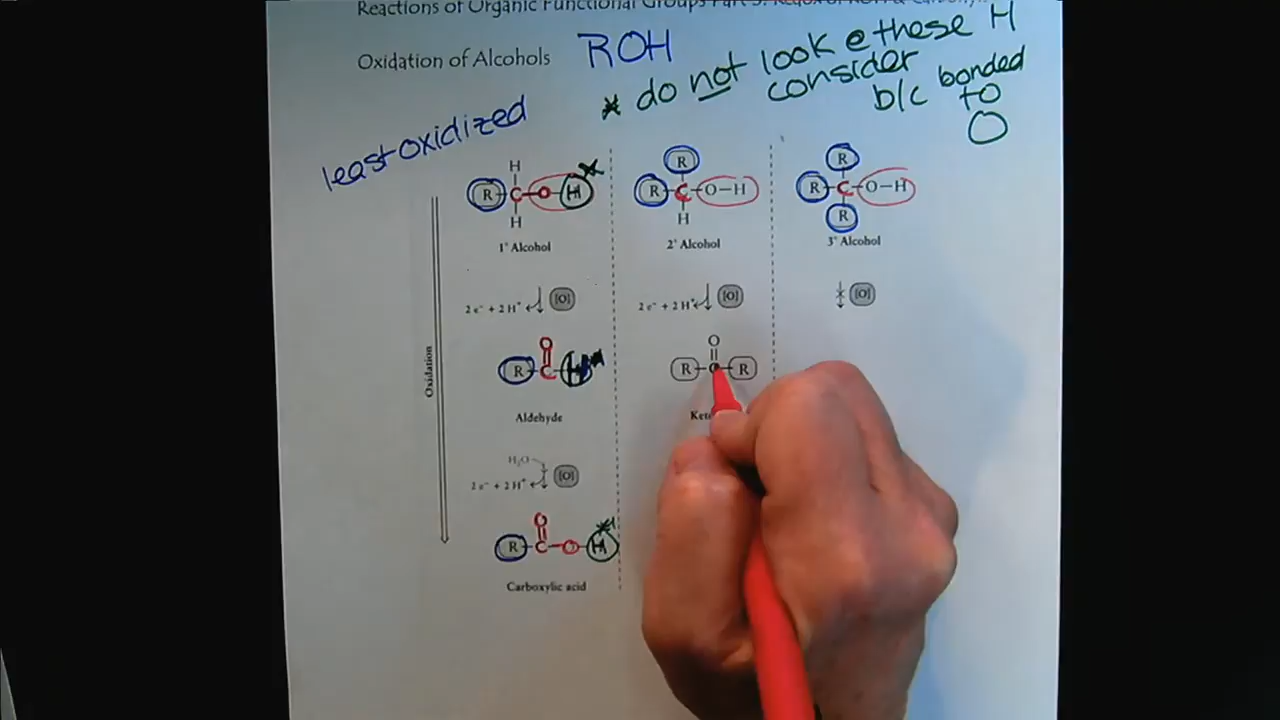 Reactions of Organic Functional Groups Part
Oxidation of Alcohols ROH
* do not look @ these H
consider
b/c bonded
to
O
least oxidized
H
R C O H
H
1° Alcohol
R
R C O—H
H
2° Alcohol
R
R C O—H
R
3° Alcohol
2 e⁻ + 2 H⁺ [O]
2 e⁻ + 2 H⁺ [O]
[O]
Oxidation
O
R C H
Aldehyde
O
R C R
H₂O
2 e⁻ + 2 H⁺ [O]
O
R C O H
Carboxylic acid